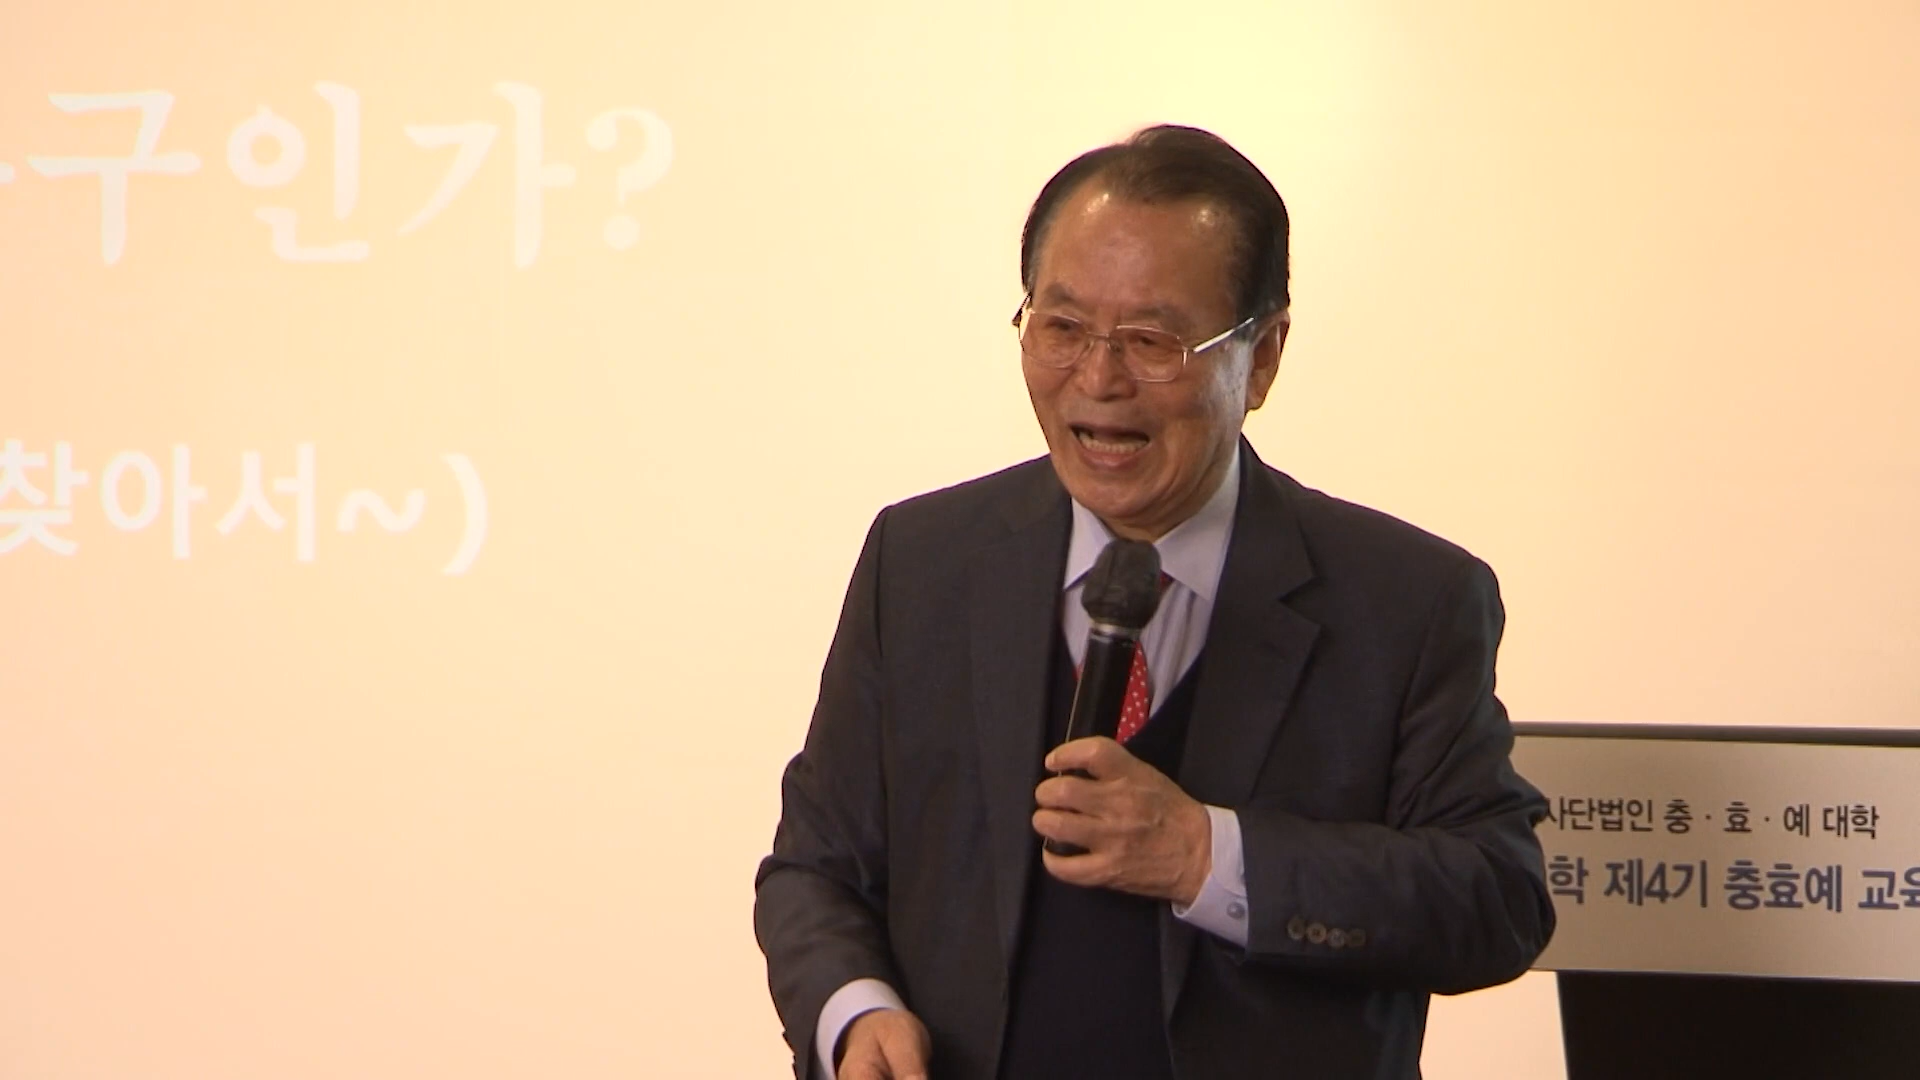 구인가?
찾아서~)
사단법인 충·효·예 대학
학 제4기 충효예 교육